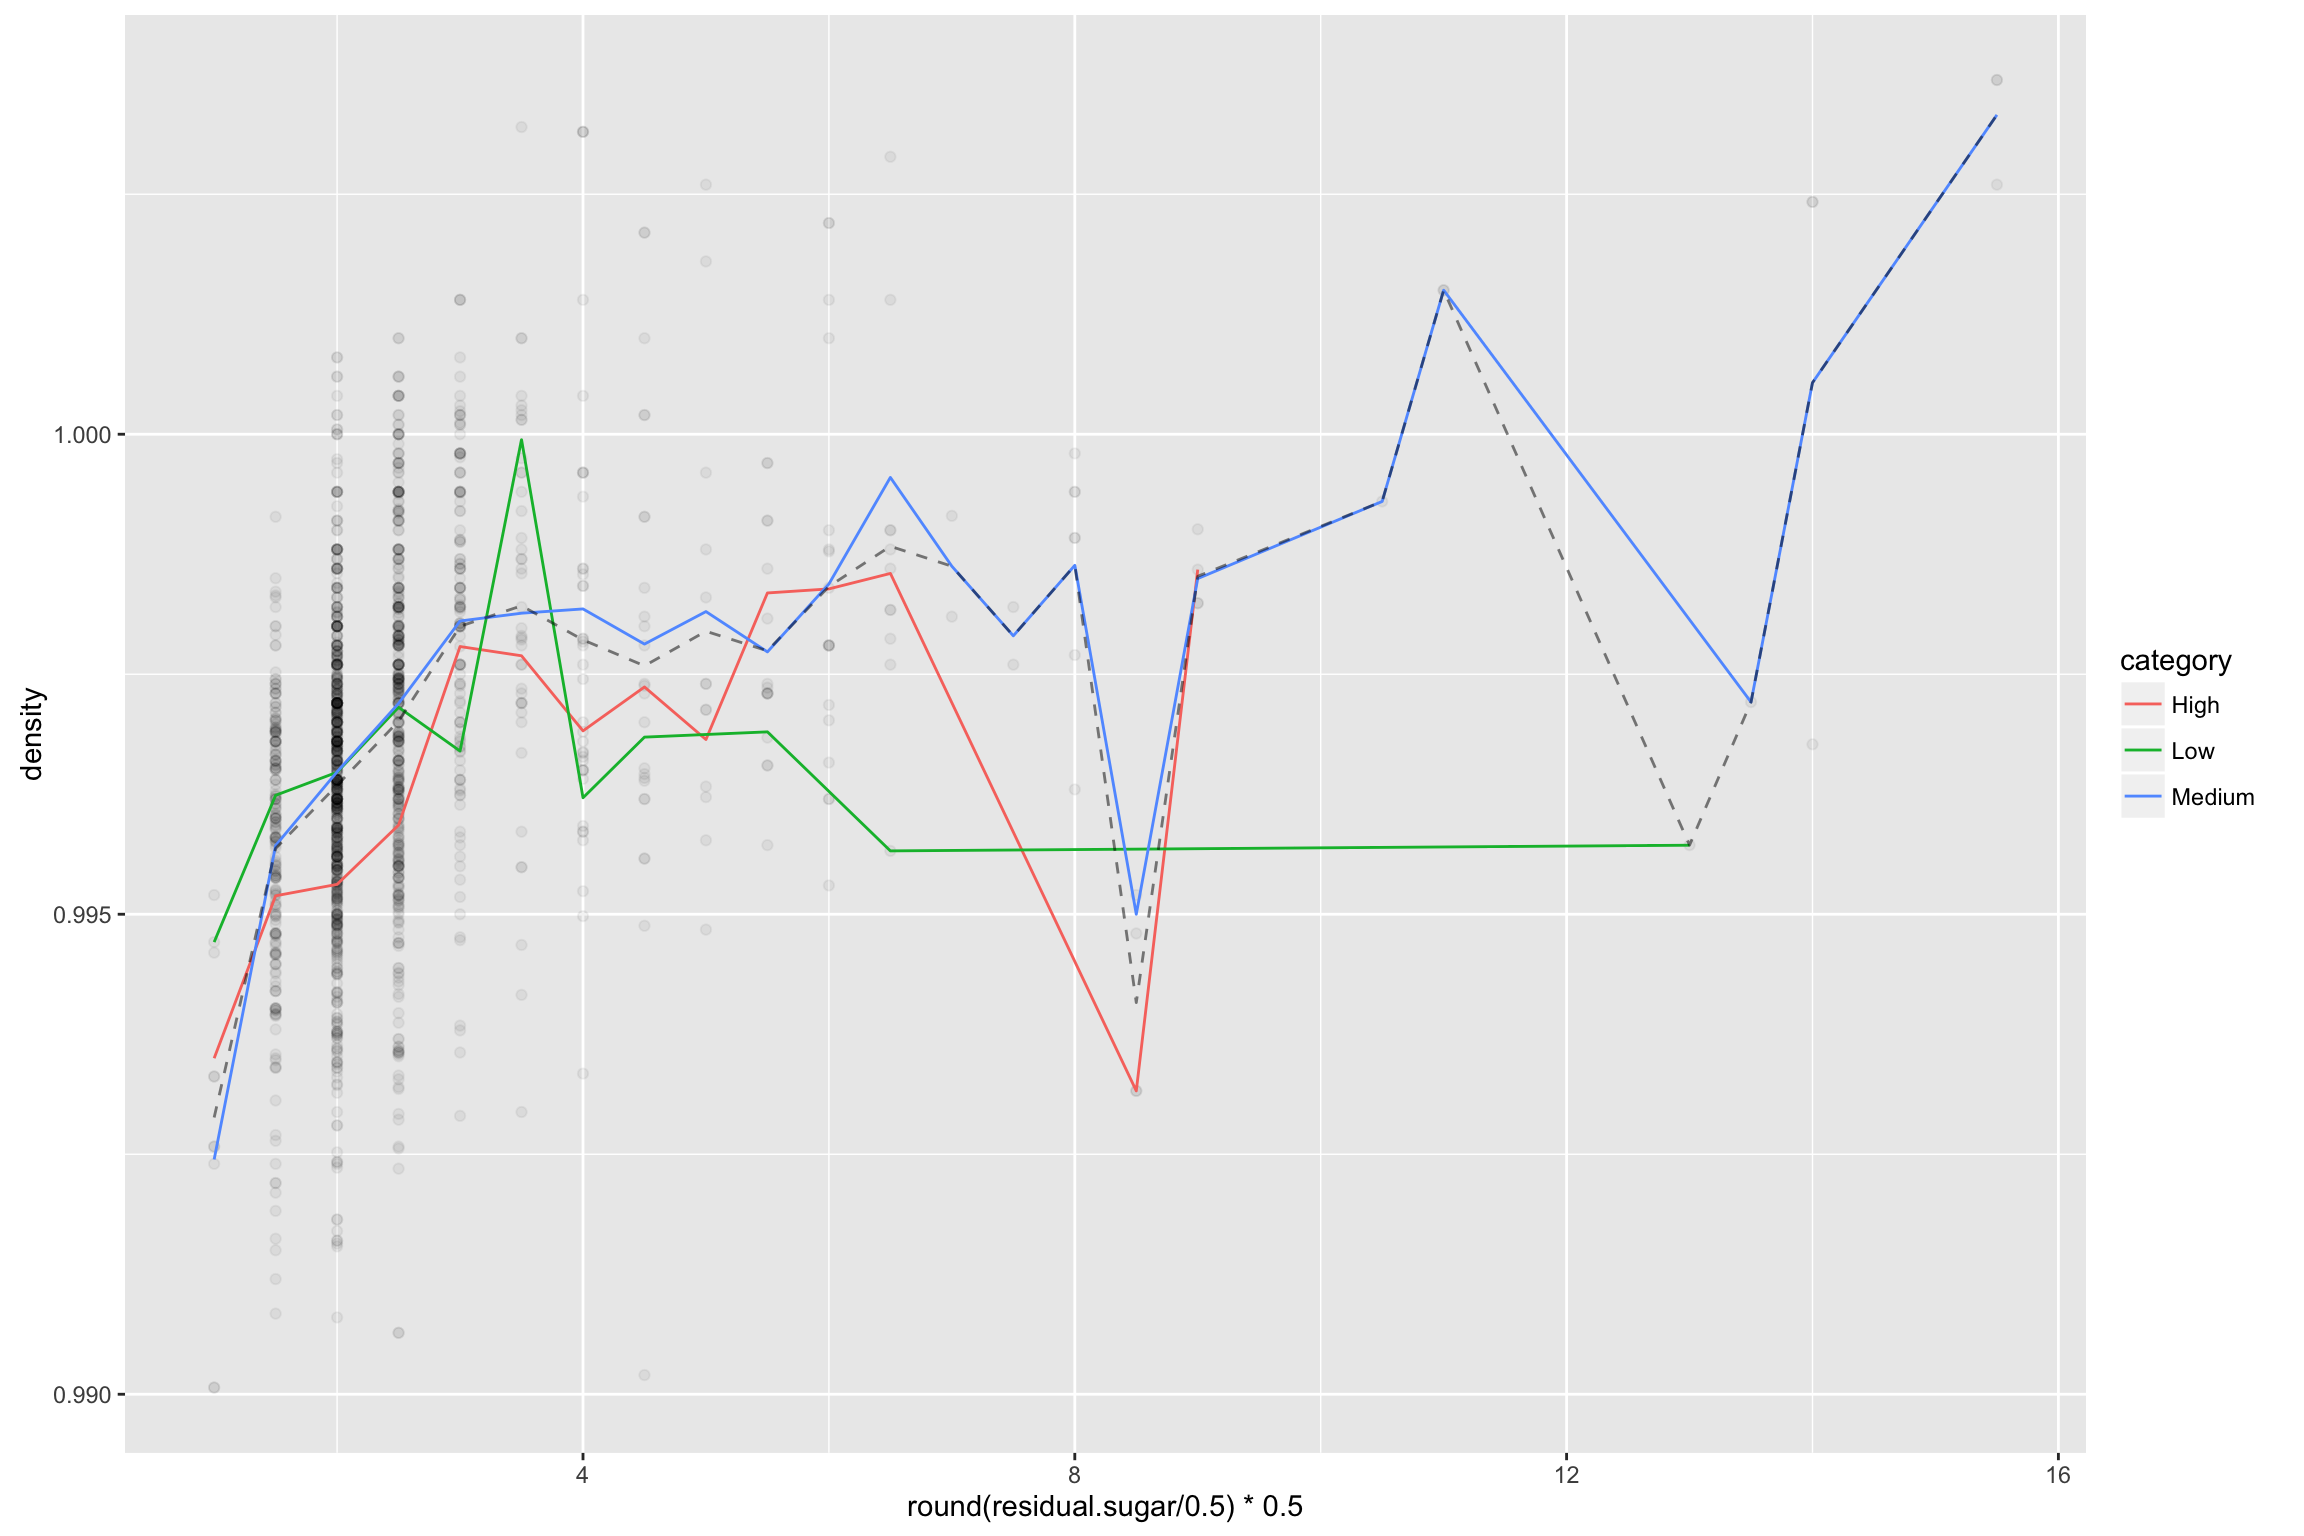 density
1.000
0.995
0.990
4
8
12
16
round(residual.sugar/0.5) * 0.5
category
High
Low
Medium